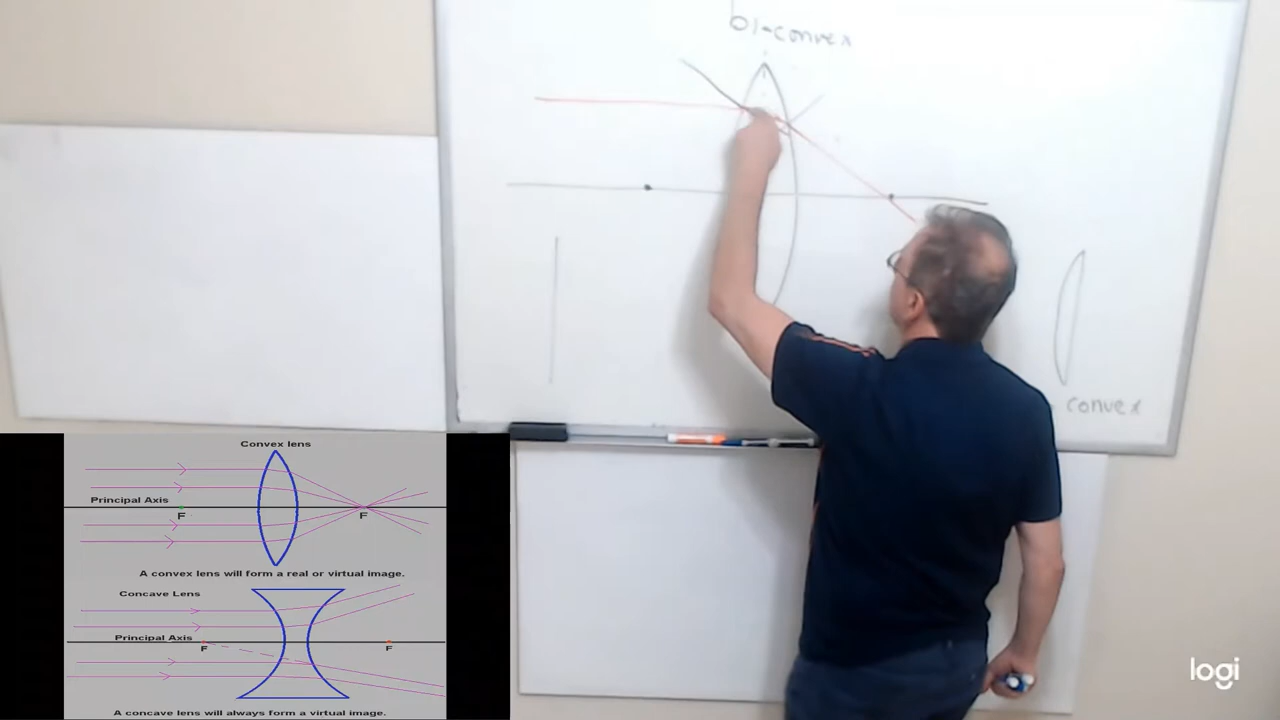 bi-convex
convex
Convex lens
Principal Axis
F
F
A convex lens will form a real or virtual image.
Concave Lens
Principal Axis
F
F
A concave lens will always form a virtual image.
logi